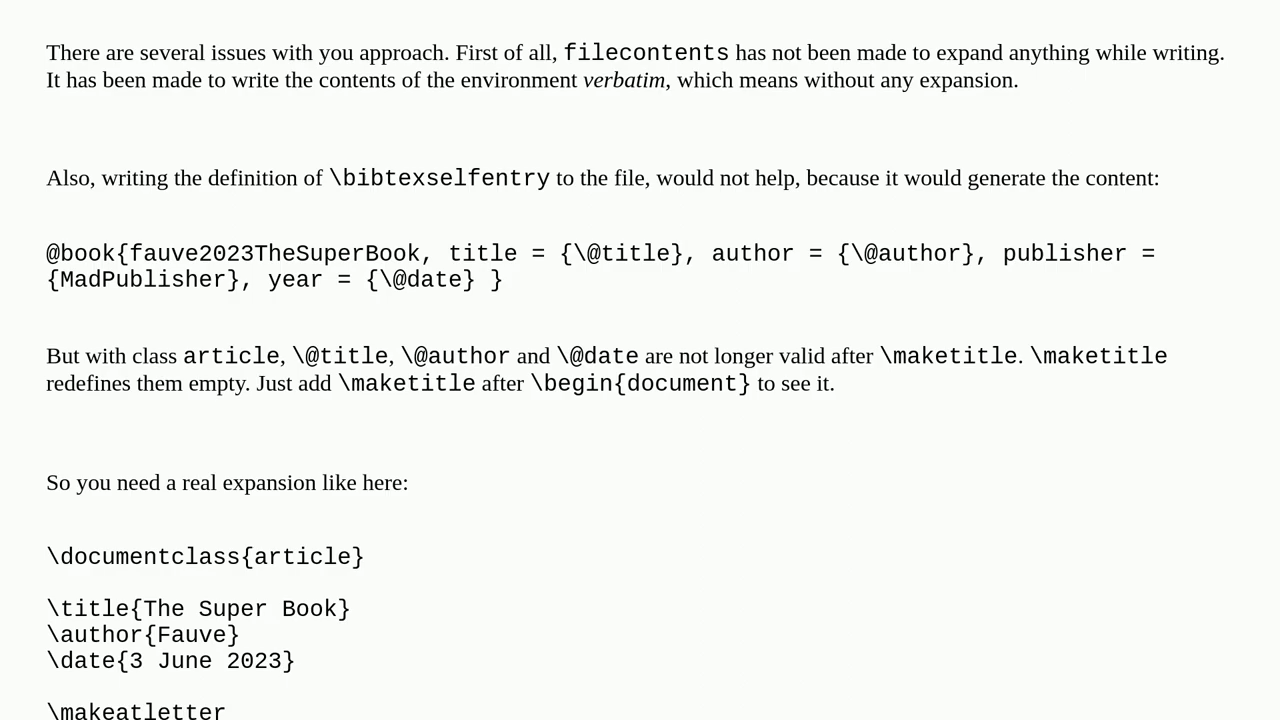 There are several issues with you approach. First of all, filecontents has not been made to expand anything while writing.
It has been made to write the contents of the environment verbatim, which means without any expansion.
Also, writing the definition of \bibtexselfentry to the file, would not help, because it would generate the content:
@book{fauve2023TheSuperBook, title = {\@title}, author = {\@author}, publisher =
{MadPublisher}, year = {\@date} }
But with class article, \@title, \@author and \@date are not longer valid after \maketitle. \maketitle
redefines them empty. Just add \maketitle after \begin{document} to see it.
So you need a real expansion like here:
\documentclass{article}
\title{The Super Book}
\author{Fauve}
\date{3 June 2023}
\makeatletter